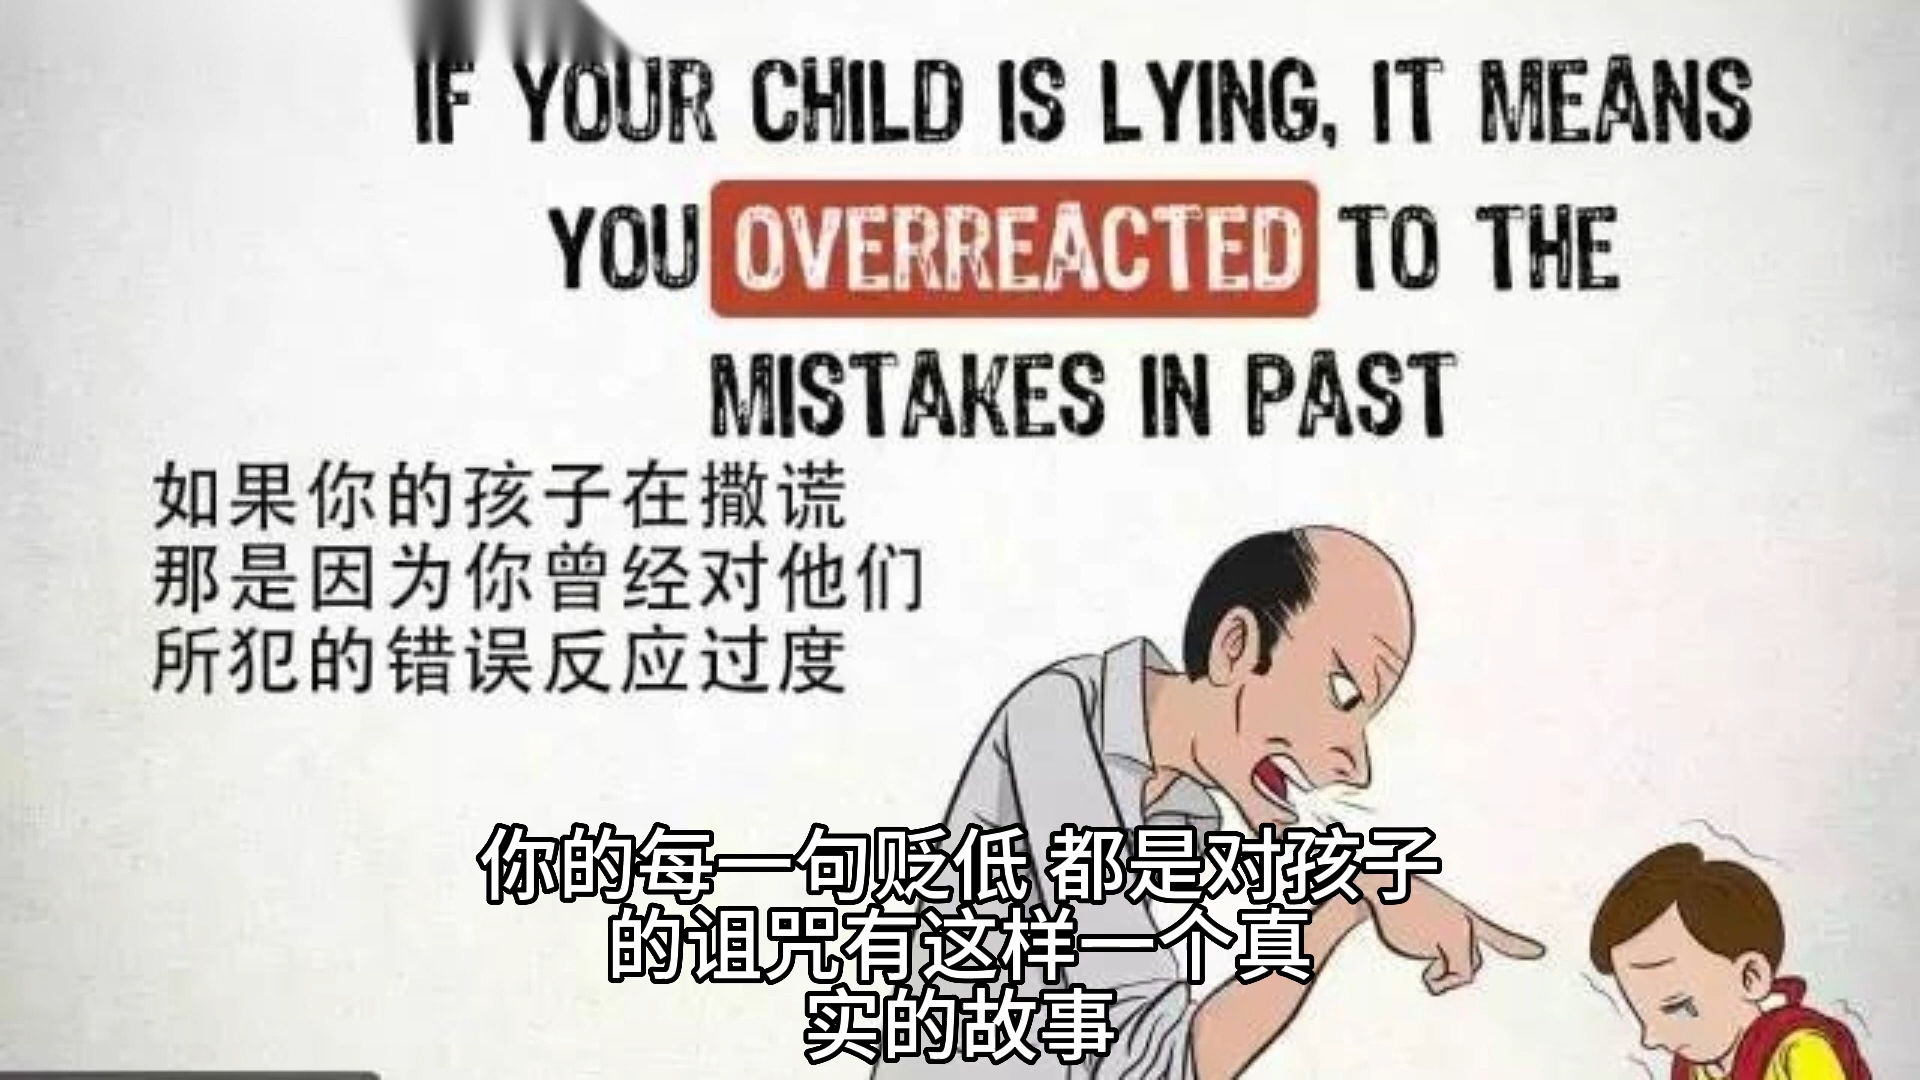 IF YOUR CHILD IS LYING, IT MEANS
YOU OVERREACTED TO THE
MISTAKES IN PAST
如果你的孩子在撒谎
那是因为你曾经对他们
所犯的错误反应过度
你的每一句贬低 都是对孩子
的诅咒有这样一个真
实的故事